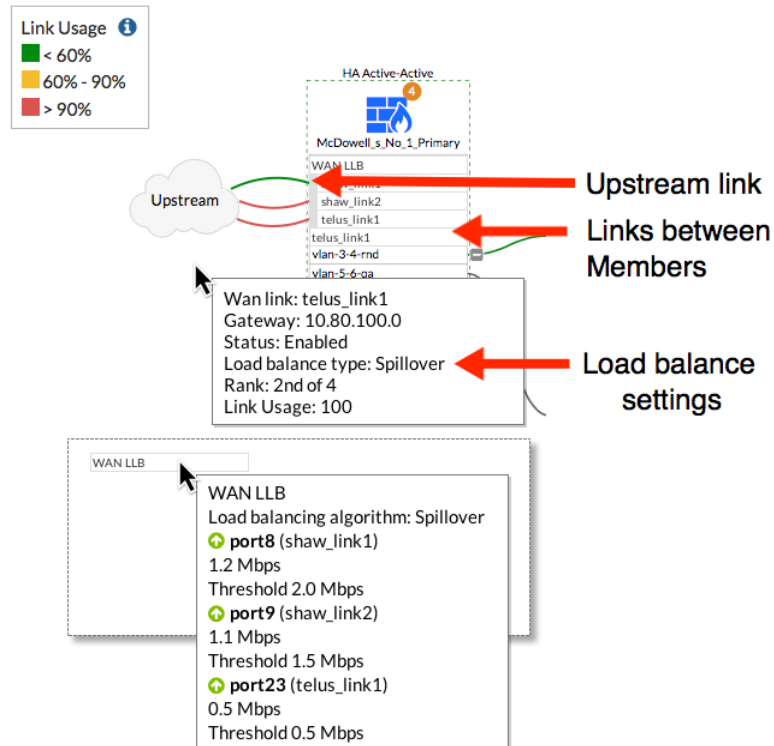 Link Usage
< 60%
60% - 90%
> 90%
HA Active-Active
4
McDowell_s_No_1_Primary
WAN LLB
Upstream
shaw_link2
telus_link1
telus_link1
vlan-3-4-rnd
vlan-5-6-qa
Upstream link
Links between
Members
Wan link: telus_link1
Gateway: 10.80.100.0
Status: Enabled
Load balance type: Spillover
Rank: 2nd of 4
Link Usage: 100
Load balance
settings
WAN LLB
WAN LLB
Load balancing algorithm: Spillover
port8 (shaw_link1)
1.2 Mbps
Threshold 2.0 Mbps
port9 (shaw_link2)
1.1 Mbps
Threshold 1.5 Mbps
port23 (telus_link1)
0.5 Mbps
Threshold 0.5 Mbps